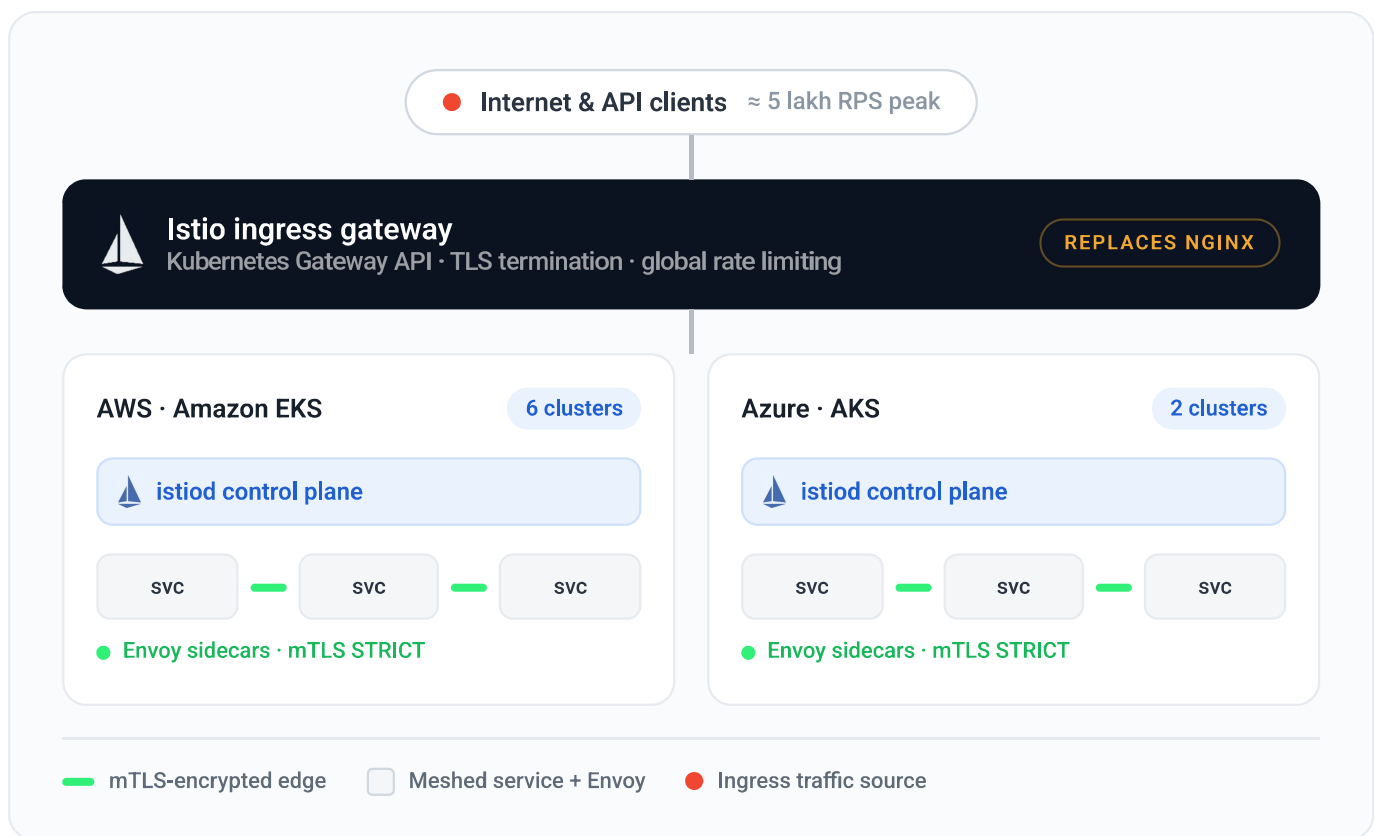 Internet & API clients ≈ 5 lakh RPS peak
Istio ingress gateway
Kubernetes Gateway API · TLS termination · global rate limiting
REPLACES NGINX
AWS · Amazon EKS
6 clusters
istiod control plane
svc
svc
svc
Envoy sidecars · mTLS STRICT
Azure · AKS
2 clusters
istiod control plane
svc
svc
svc
Envoy sidecars · mTLS STRICT
mTLS-encrypted edge
Meshed service + Envoy
Ingress traffic source